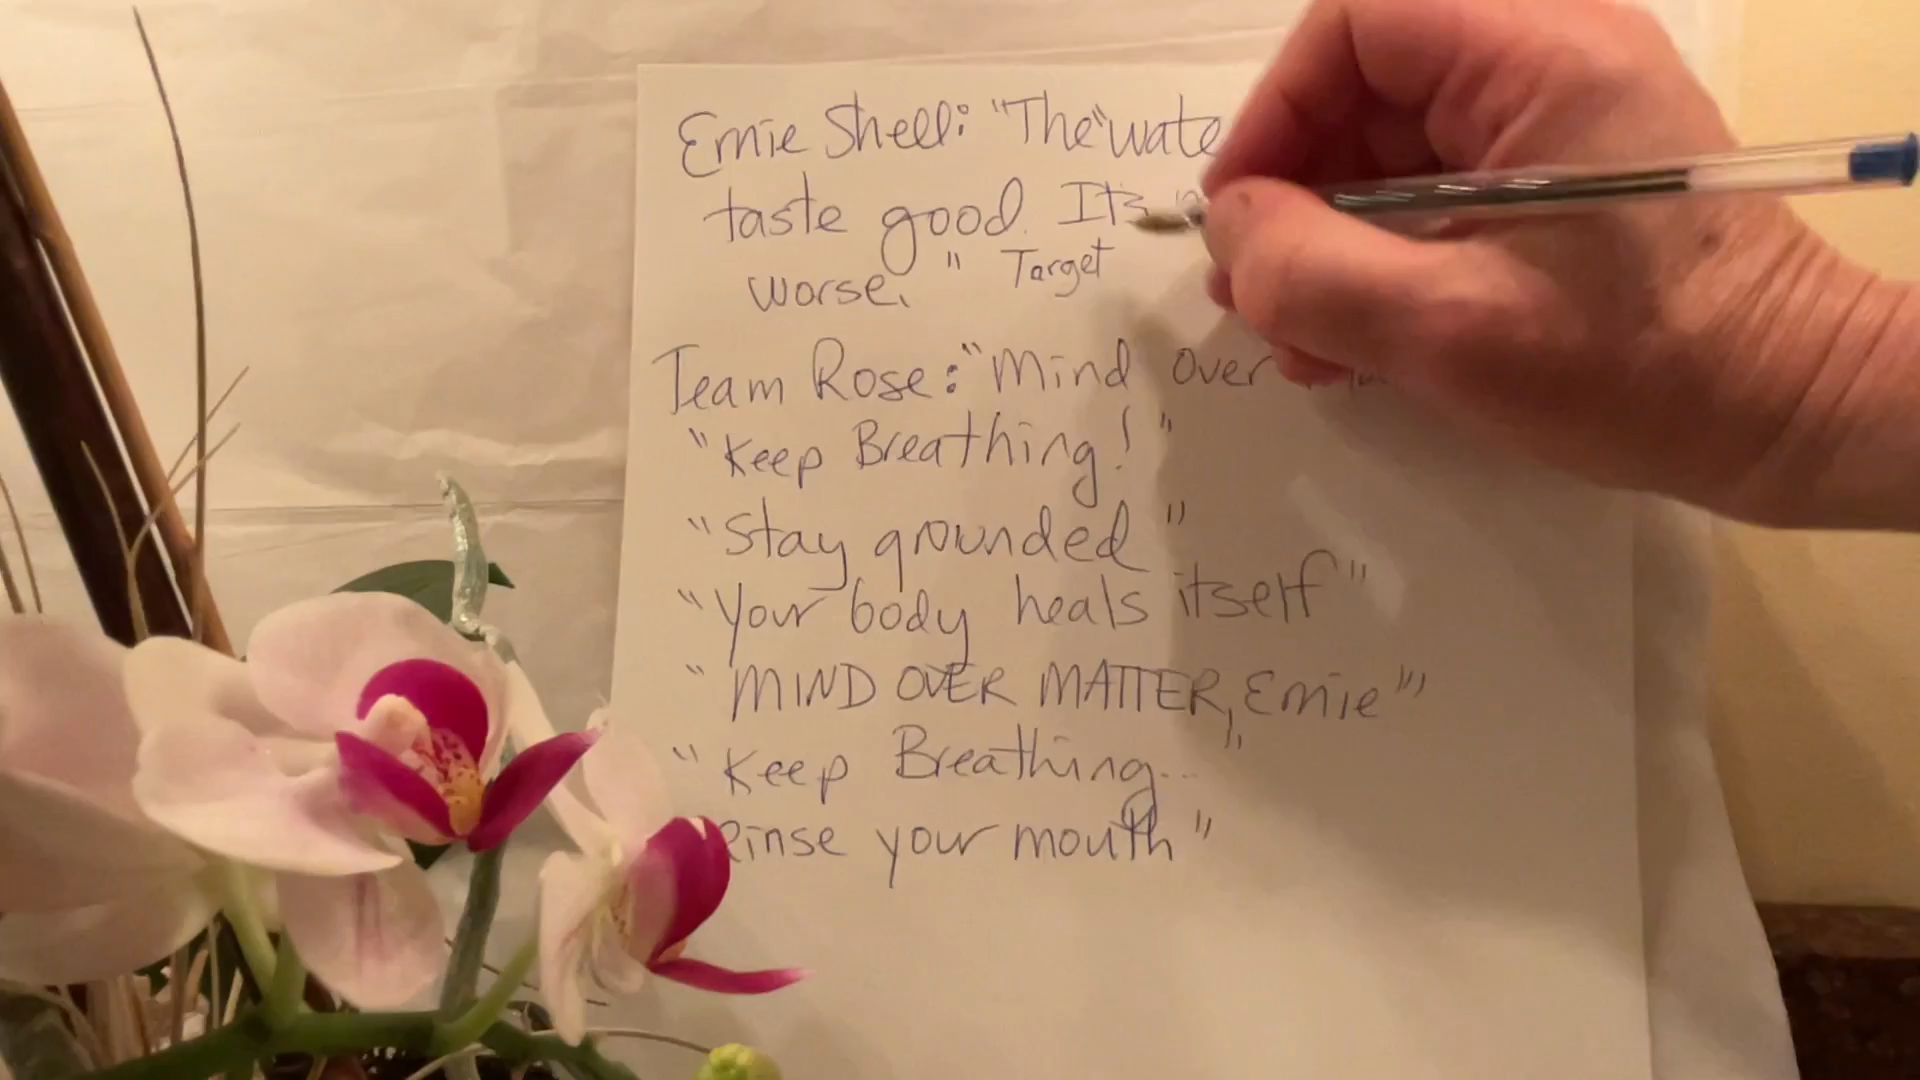 Ernie Shell: "The "wate
taste good. It's
worse. " Target
Team Rose: "Mind over
"Keep Breathing!"
"Stay grounded"
"Your body heals itself"
"MIND OVER MATTER, Ernie"
"Keep Breathing..."
Rinse your mouth"